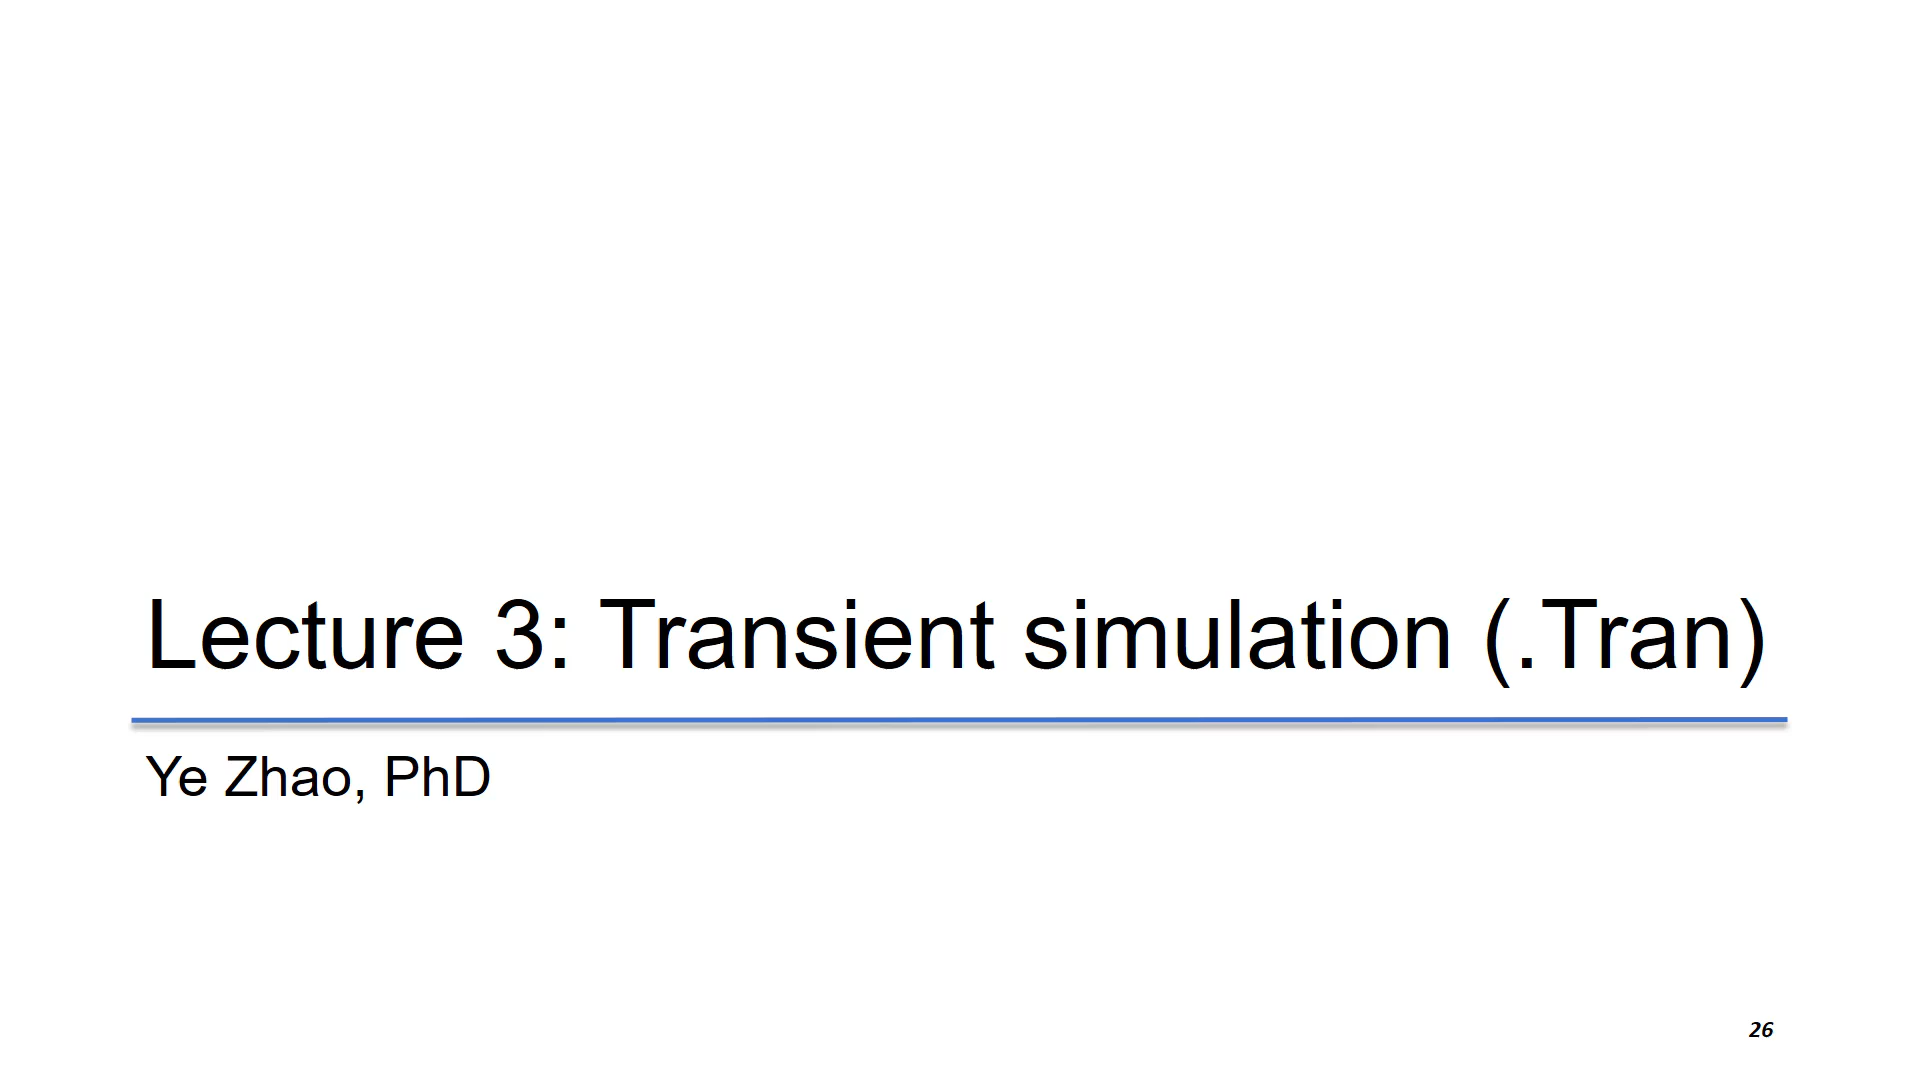 Lecture 3: Transient simulation (.Tran)
Ye Zhao, PhD
26